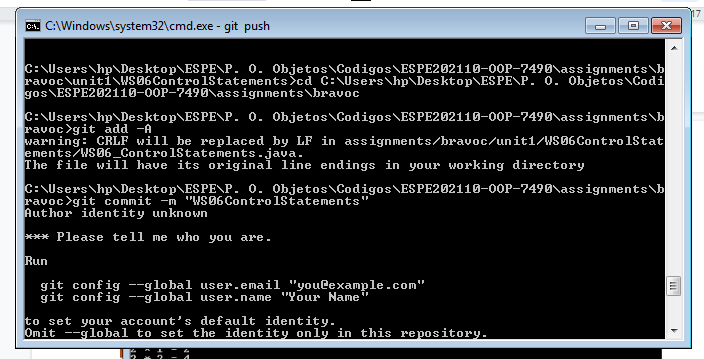 C:\Windows\system32\cmd.exe - git push
C:\Users\hp\Desktop\ESPE\P. O. Objetos\Codigos\ESPE202110-OOP-7490\assignments\b
ravoc\unit1\WS06ControlStatements>cd C:\Users\hp\Desktop\ESPE\P. O. Objetos\Codi
gos\ESPE202110-OOP-7490\assignments\bravoc
C:\Users\hp\Desktop\ESPE\P. O. Objetos\Codigos\ESPE202110-OOP-7490\assignments\b
ravoc>git add -A
warning: CRLF will be replaced by LF in assignments/bravoc/unit1/WS06ControlStat
ements/WS06_ControlStatements.java.
The file will have its original line endings in your working directory
C:\Users\hp\Desktop\ESPE\P. O. Objetos\Codigos\ESPE202110-OOP-7490\assignments\b
ravoc>git commit -m "WS06ControlStatements"
Author identity unknown
*** Please tell me who you are.
Run
git config --global user.email "you@example.com"
git config --global user.name "Your Name"
to set your account's default identity.
Omit --global to set the identity only in this repository.
17